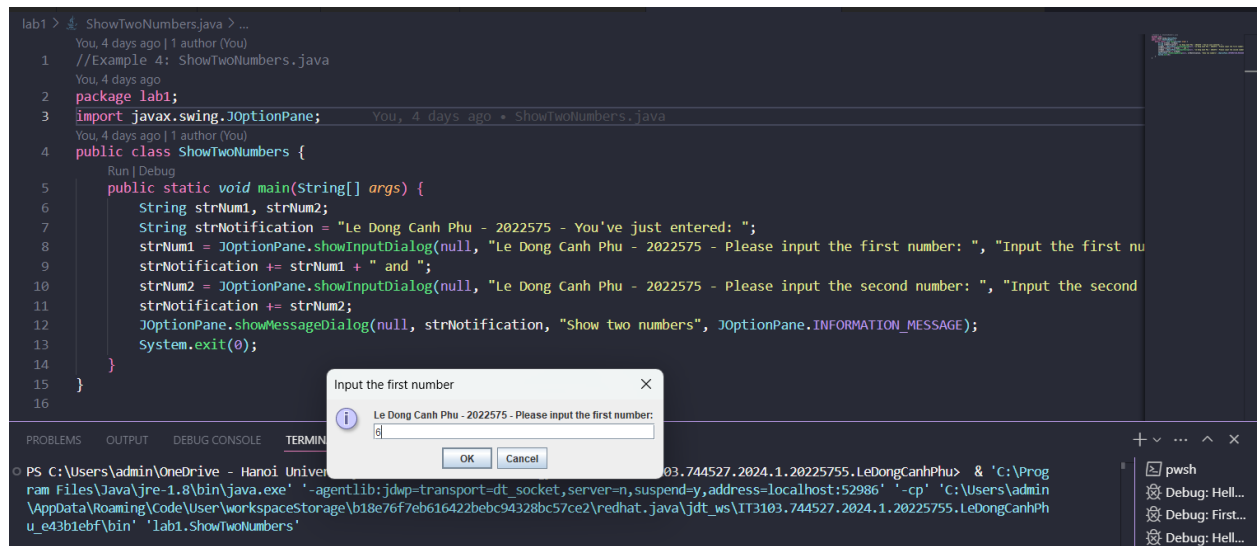 lab1 > ShowTwoNumbers.java > ...
You, 4 days ago | 1 author (You)
1 //Example 4: ShowTwoNumbers.java
You, 4 days ago
2 package lab1;
3 import javax.swing.JOptionPane; You, 4 days ago • ShowTwoNumbers.java
You, 4 days ago | 1 author (You)
4 public class ShowTwoNumbers {
Run | Debug
5 public static void main(String[] args) {
6 String strNum1, strNum2;
7 String strNotification = "Le Dong Canh Phu - 2022575 - You've just entered: ";
8 strNum1 = JOptionPane.showInputDialog(null, "Le Dong Canh Phu - 2022575 - Please input the first number: ", "Input the first nu
9 strNotification += strNum1 + " and ";
10 strNum2 = JOptionPane.showInputDialog(null, "Le Dong Canh Phu - 2022575 - Please input the second number: ", "Input the second
11 strNotification += strNum2;
12 JOptionPane.showMessageDialog(null, strNotification, "Show two numbers", JOptionPane.INFORMATION_MESSAGE);
13 System.exit(0);
14 }
15 }
16
Input the first number
Le Dong Canh Phu - 2022575 - Please input the first number:
6
OK Cancel
PROBLEMS OUTPUT DEBUG CONSOLE TERMIN
PS C:\Users\admin\OneDrive - Hanoi Univer 03.744527.2024.1.20225755.LeDongCanhPhu> & 'C:\Prog
ram Files\Java\jre-1.8\bin\java.exe' '-agentlib:jdwp=transport=dt_socket,server=n,suspend=y,address=localhost:52986' '-cp' 'C:\Users\admin
\AppData\Roaming\Code\User\workspaceStorage\b18e76f7eb616422bebc94328bc57ce2\redhat.java\jdt_ws\IT3103.744527.2024.1.20225755.LeDongCanhPh
u_e43b1ebf\bin' 'lab1.ShowTwoNumbers'
pwsh
Debug: Hell...
Debug: First...
Debug: Hell...